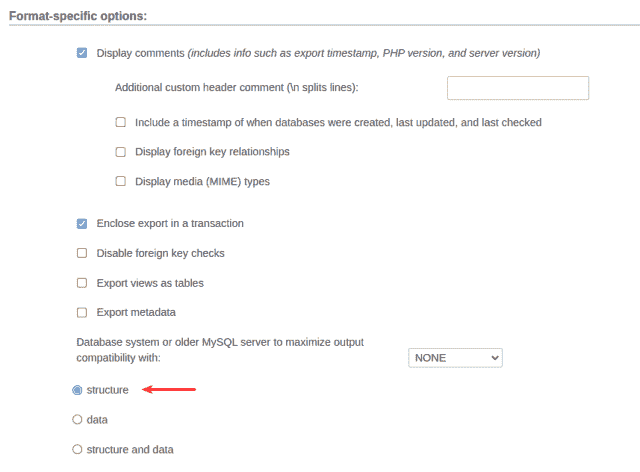 Format-specific options:
Display comments (includes info such as export timestamp, PHP version, and server version)
Additional custom header comment (\n splits lines):
Include a timestamp of when databases were created, last updated, and last checked
Display foreign key relationships
Display media (MIME) types
Enclose export in a transaction
Disable foreign key checks
Export views as tables
Export metadata
Database system or older MySQL server to maximize output
compatibility with:
NONE
structure
data
structure and data